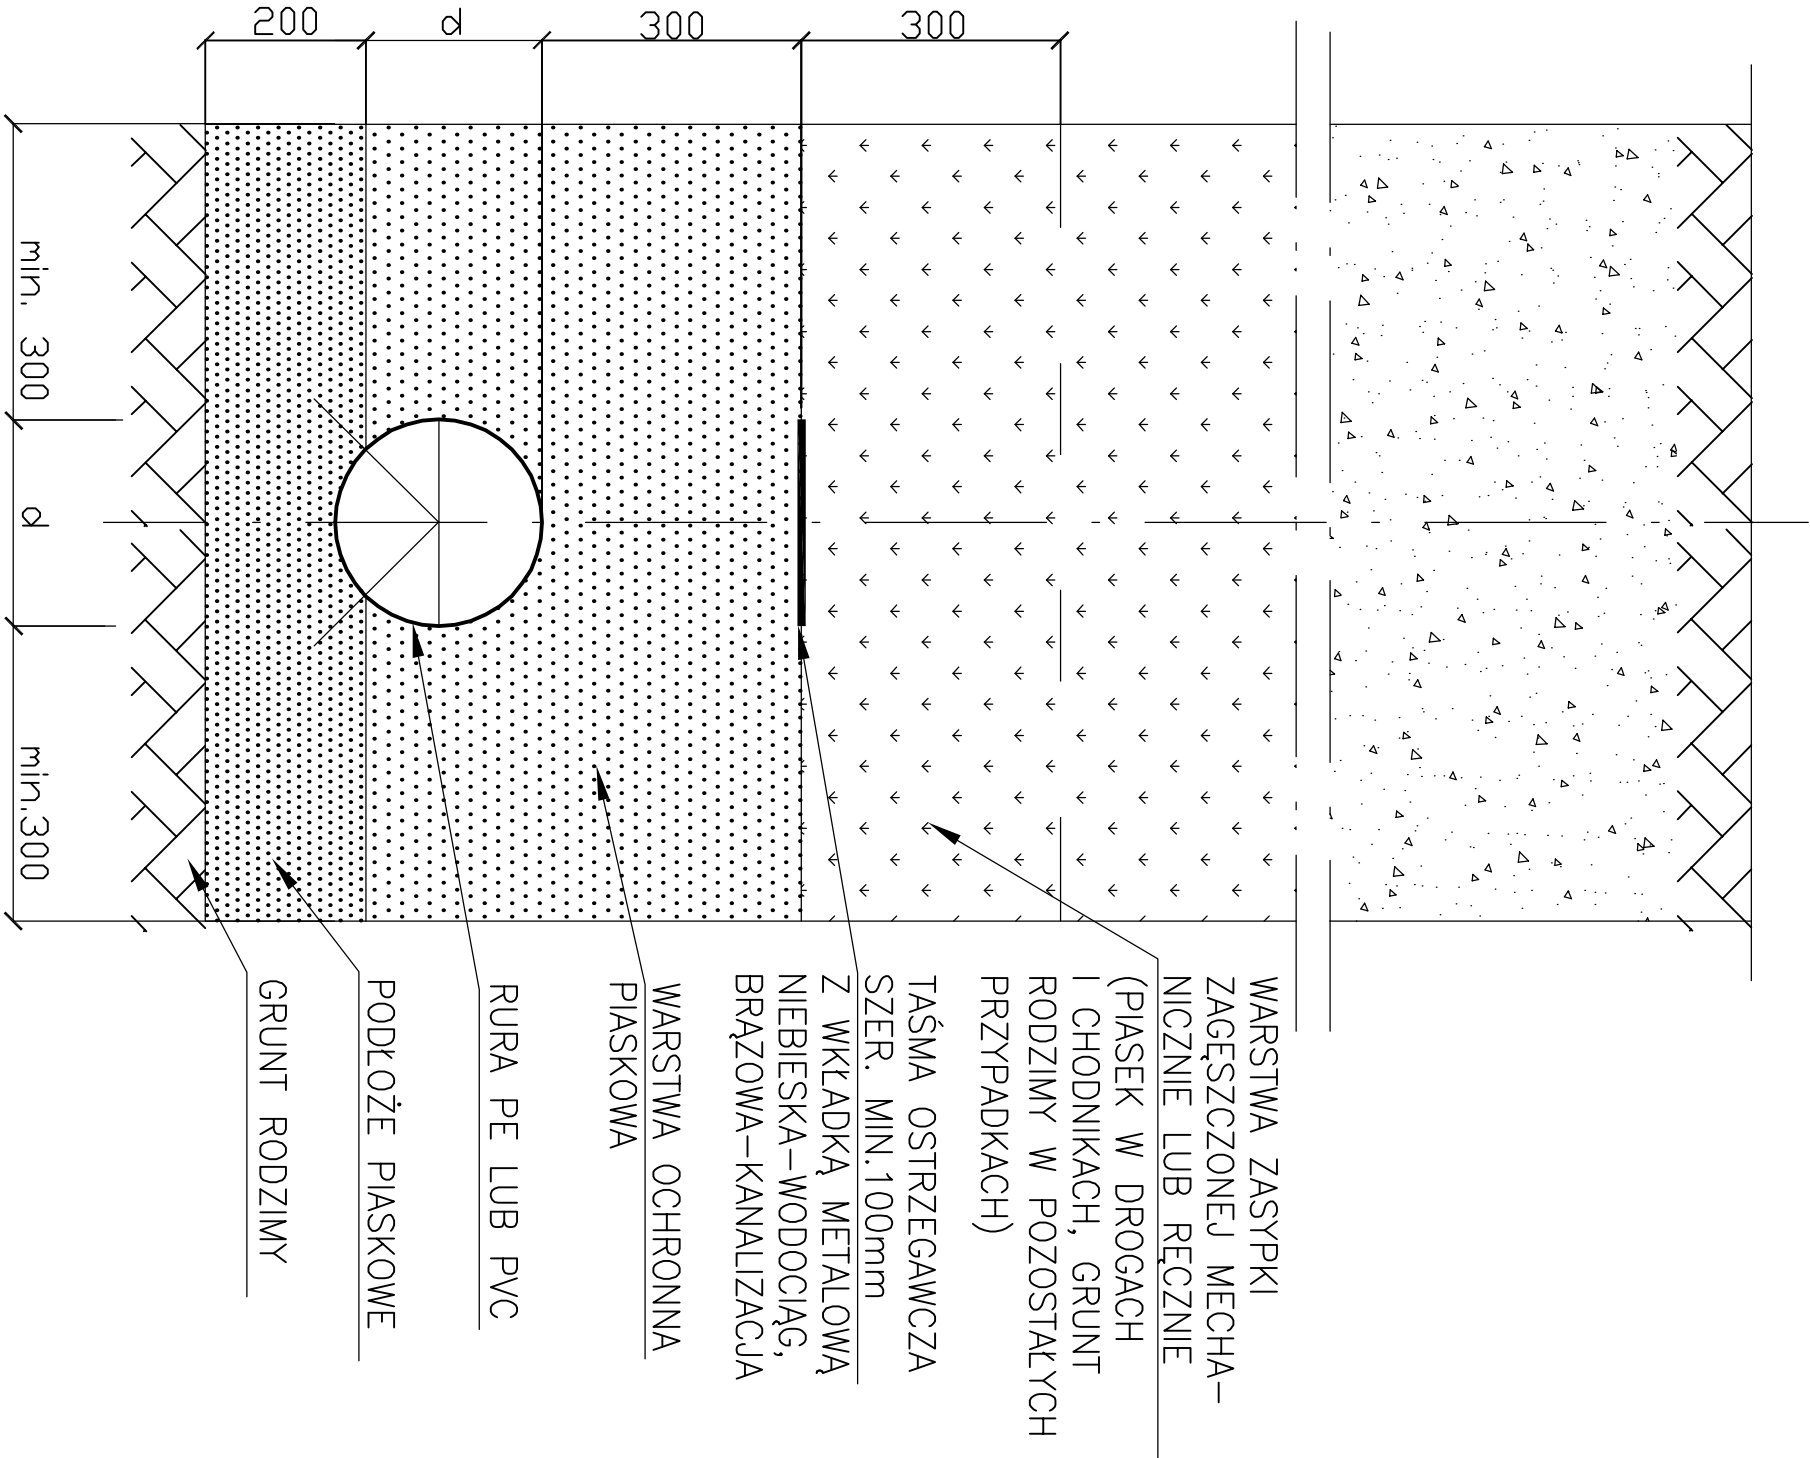 WARSTWA ZASYPKI
ZAGĘSZCZONEJ MECHA-
NICZNIE LUB RĘCZNIE
(PIASEK W DROGACH
I CHODNIKACH, GRUNT
RODZIMY W POZOSTAŁYCH
PRZYPADKACH)
TAŚMA OSTRZEGAWCZA
SZER. MIN.100mm
Z WKŁADKĄ METALOWĄ
NIEBIESKA-WODOCIĄG,
BRĄZOWA-KANALIZACJA
WARSTWA OCHRONNA
PIASKOWA
RURA PE LUB PVC
PODŁOŻE PIASKOWE
GRUNT RODZIMY
300
300
d
200
min. 300
d
min.300